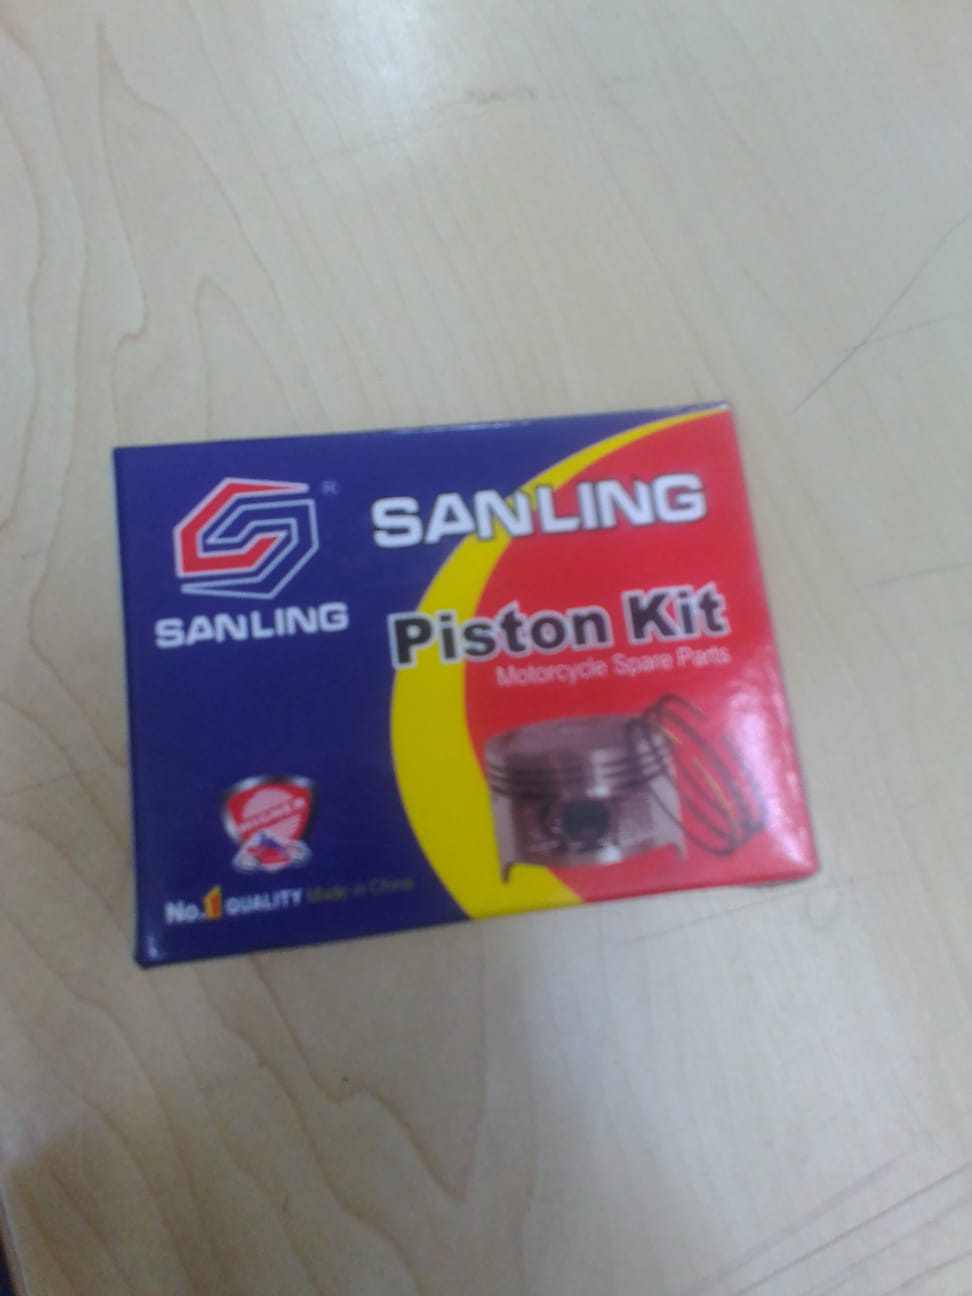 ®
SANLING
SANLING
Piston Kit
Motorcycle Spare Parts
No.1 QUALITY Made in China